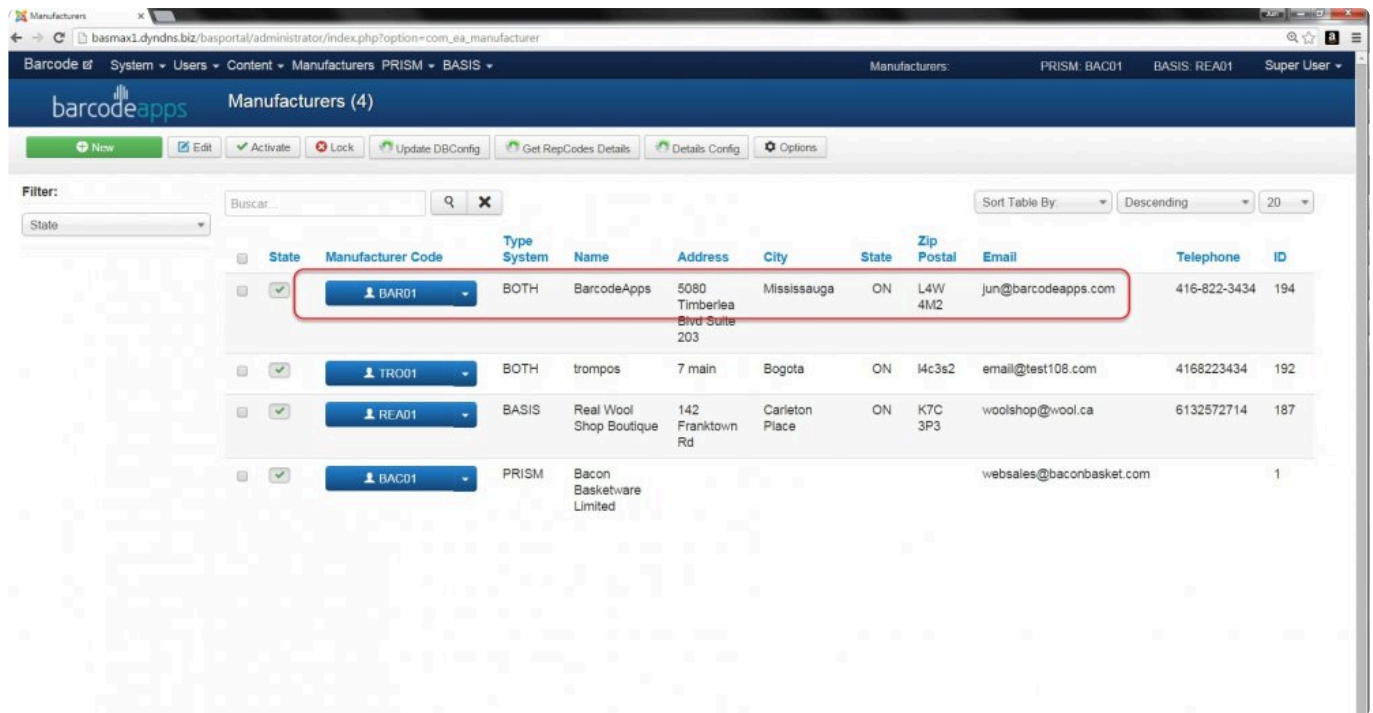 Manufacturers
basmax1.dyndns.biz/basportal/administrator/index.php?option=com_ea_manufacturer
Barcode System Users Content Manufacturers PRISM BASIS Manufacturers: PRISM: BAC01 BASIS: REA01 Super User
barcodeapps Manufacturers (4)
New Edit Activate Lock Update DBConfig Get RepCodes Details Details Config Options
Filter:
State
Buscar... Sort Table By: Descending 20
State Manufacturer Code Type System Name Address City State Zip Postal Email Telephone ID
BAR01 BOTH BarcodeApps 5080 Mississauga ON L4W jun@barcodeapps.com 416-822-3434 194
Timberlea 4M2
Blvd Suite
203
TRO01 BOTH trompos 7 main Bogota ON l4c3s2 email@test108.com 4168223434 192
REA01 BASIS Real Wool 142 Carleton ON K7C woolshop@wool.ca 6132572714 187
Shop Boutique Franktown Place 3P3
Rd
BAC01 PRISM Bacon websales@baconbasket.com 1
Basketware
Limited